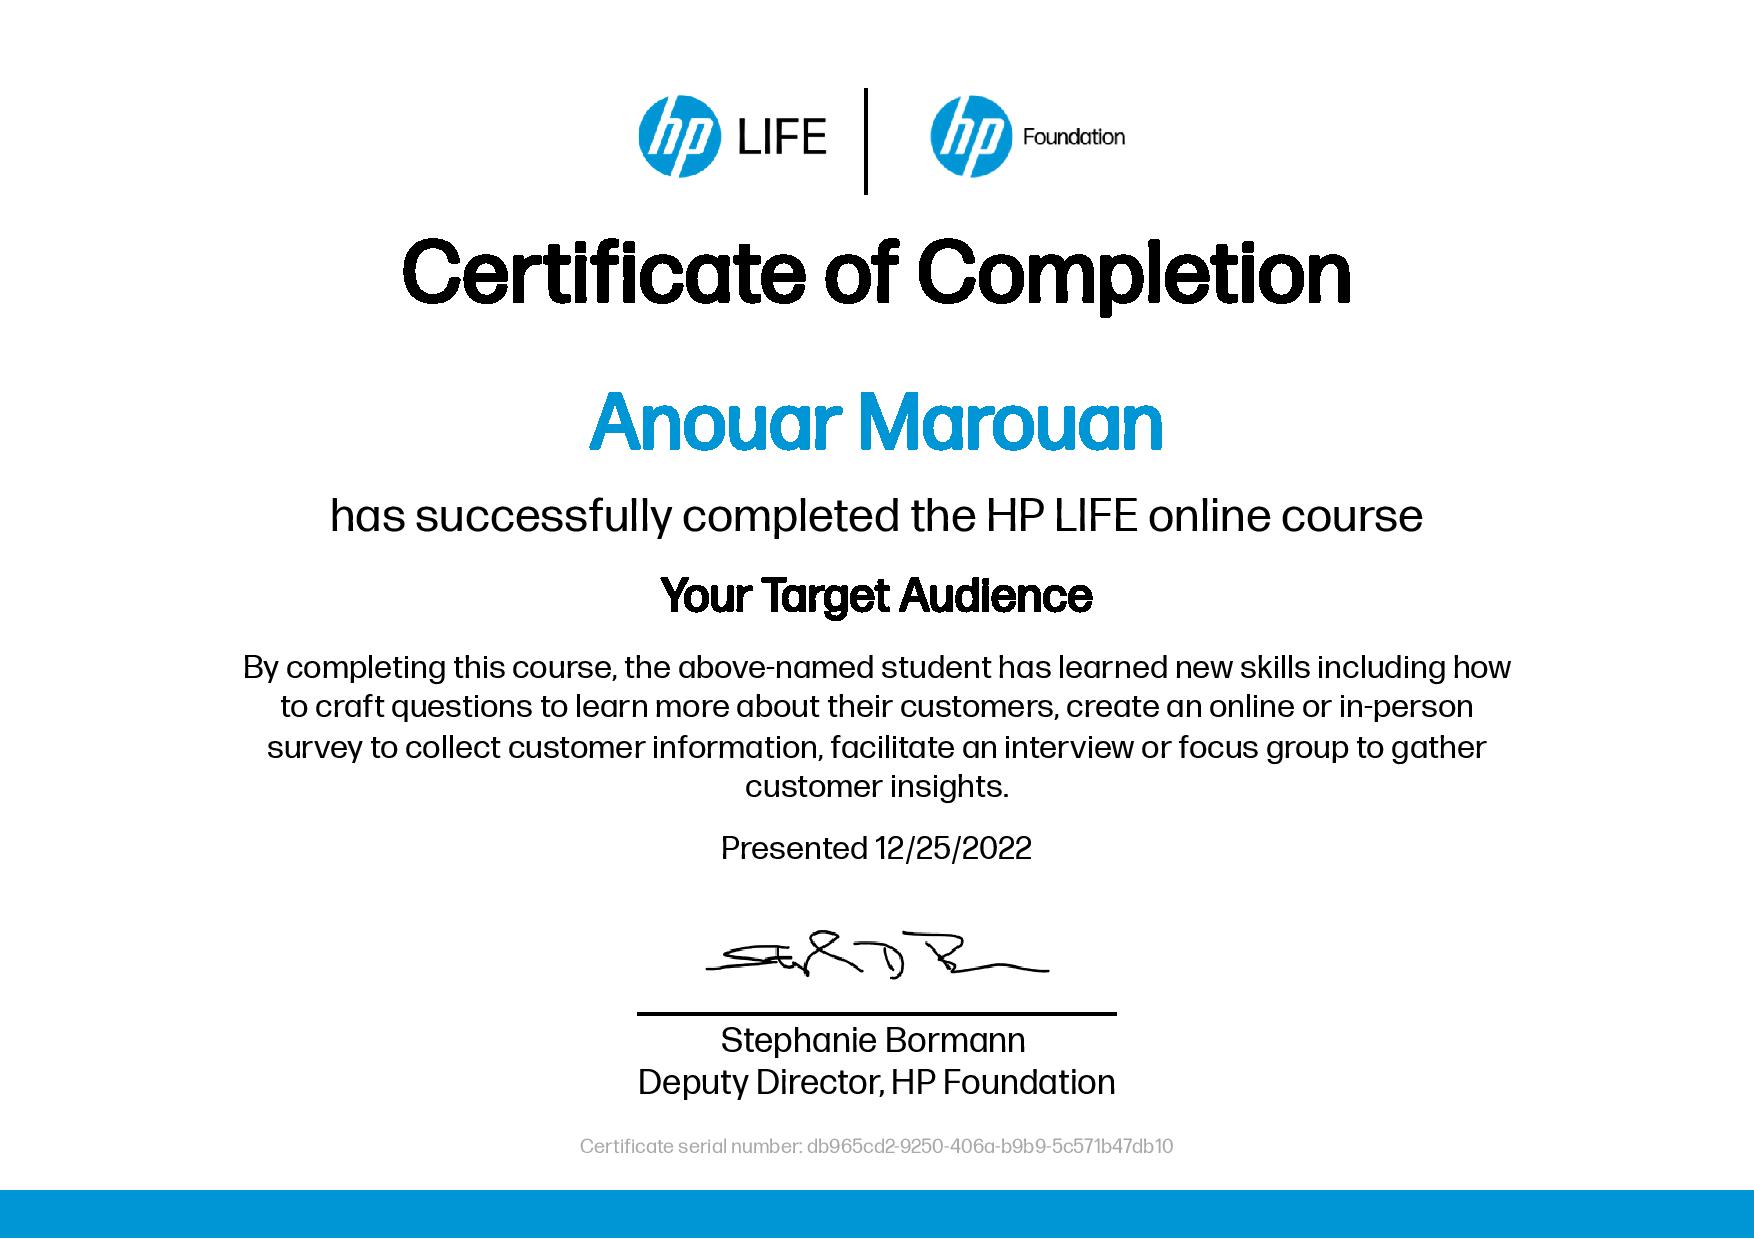 hp LIFE
hp Foundation
Certificate of Completion
Anouar Marouan
has successfully completed the HP LIFE online course
Your Target Audience
By completing this course, the above-named student has learned new skills including how
to craft questions to learn more about their customers, create an online or in-person
survey to collect customer information, facilitate an interview or focus group to gather
customer insights.
Presented 12/25/2022
Stephanie Bormann
Deputy Director, HP Foundation
Certificate serial number: db965cd2-9250-406a-b9b9-5c571b47db10